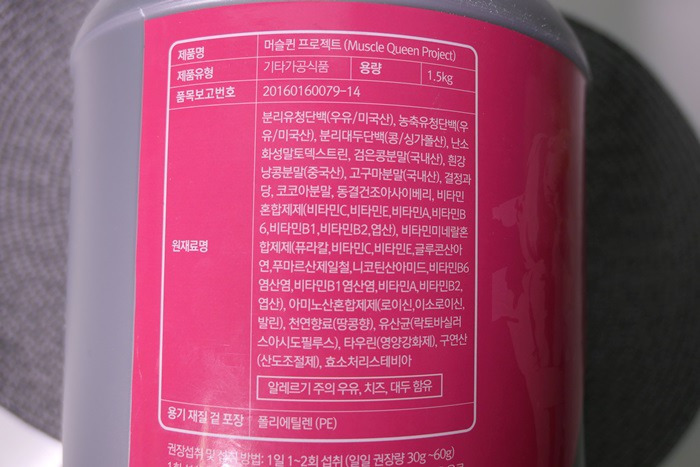 제품명 머슬퀸 프로젝트 (Muscle Queen Project)
제품유형 기타가공식품 용량 1.5kg
품목보고번호 20160160079-14
원재료명
분리유청단백(우유/미국산), 농축유청단백(우
유/미국산), 분리대두단백(콩/싱가폴산), 난소
화성말토덱스트린, 검은콩분말(국내산), 흰강
낭콩분말(중국산), 고구마분말(국내산), 결정과
당, 코코아분말, 동결건조아사이베리, 비타민
혼합제제(비타민C,비타민E,비타민A,비타민B
6,비타민B1,비타민B2,엽산), 비타민미네랄혼
합제제(퓨라칼,비타민C,비타민E,글루콘산아
연,푸마르산제일철,니코틴산아미드,비타민B6
염산염,비타민B1염산염,비타민A,비타민B2,
엽산), 아미노산혼합제제(로이신,이소로이신,
발린), 천연향료(땅콩향), 유산균(락토바실러
스아시도필루스), 타우린(영양강화제), 구연산
(산도조절제), 효소처리스테비아
알레르기 주의 우유, 치즈, 대두 함유
용기 재질 겉 포장 폴리에틸렌 (PE)
권장섭취 및 섭취 방법: 1일 1~2회 섭취 (일일 권장량 30g ~60g)